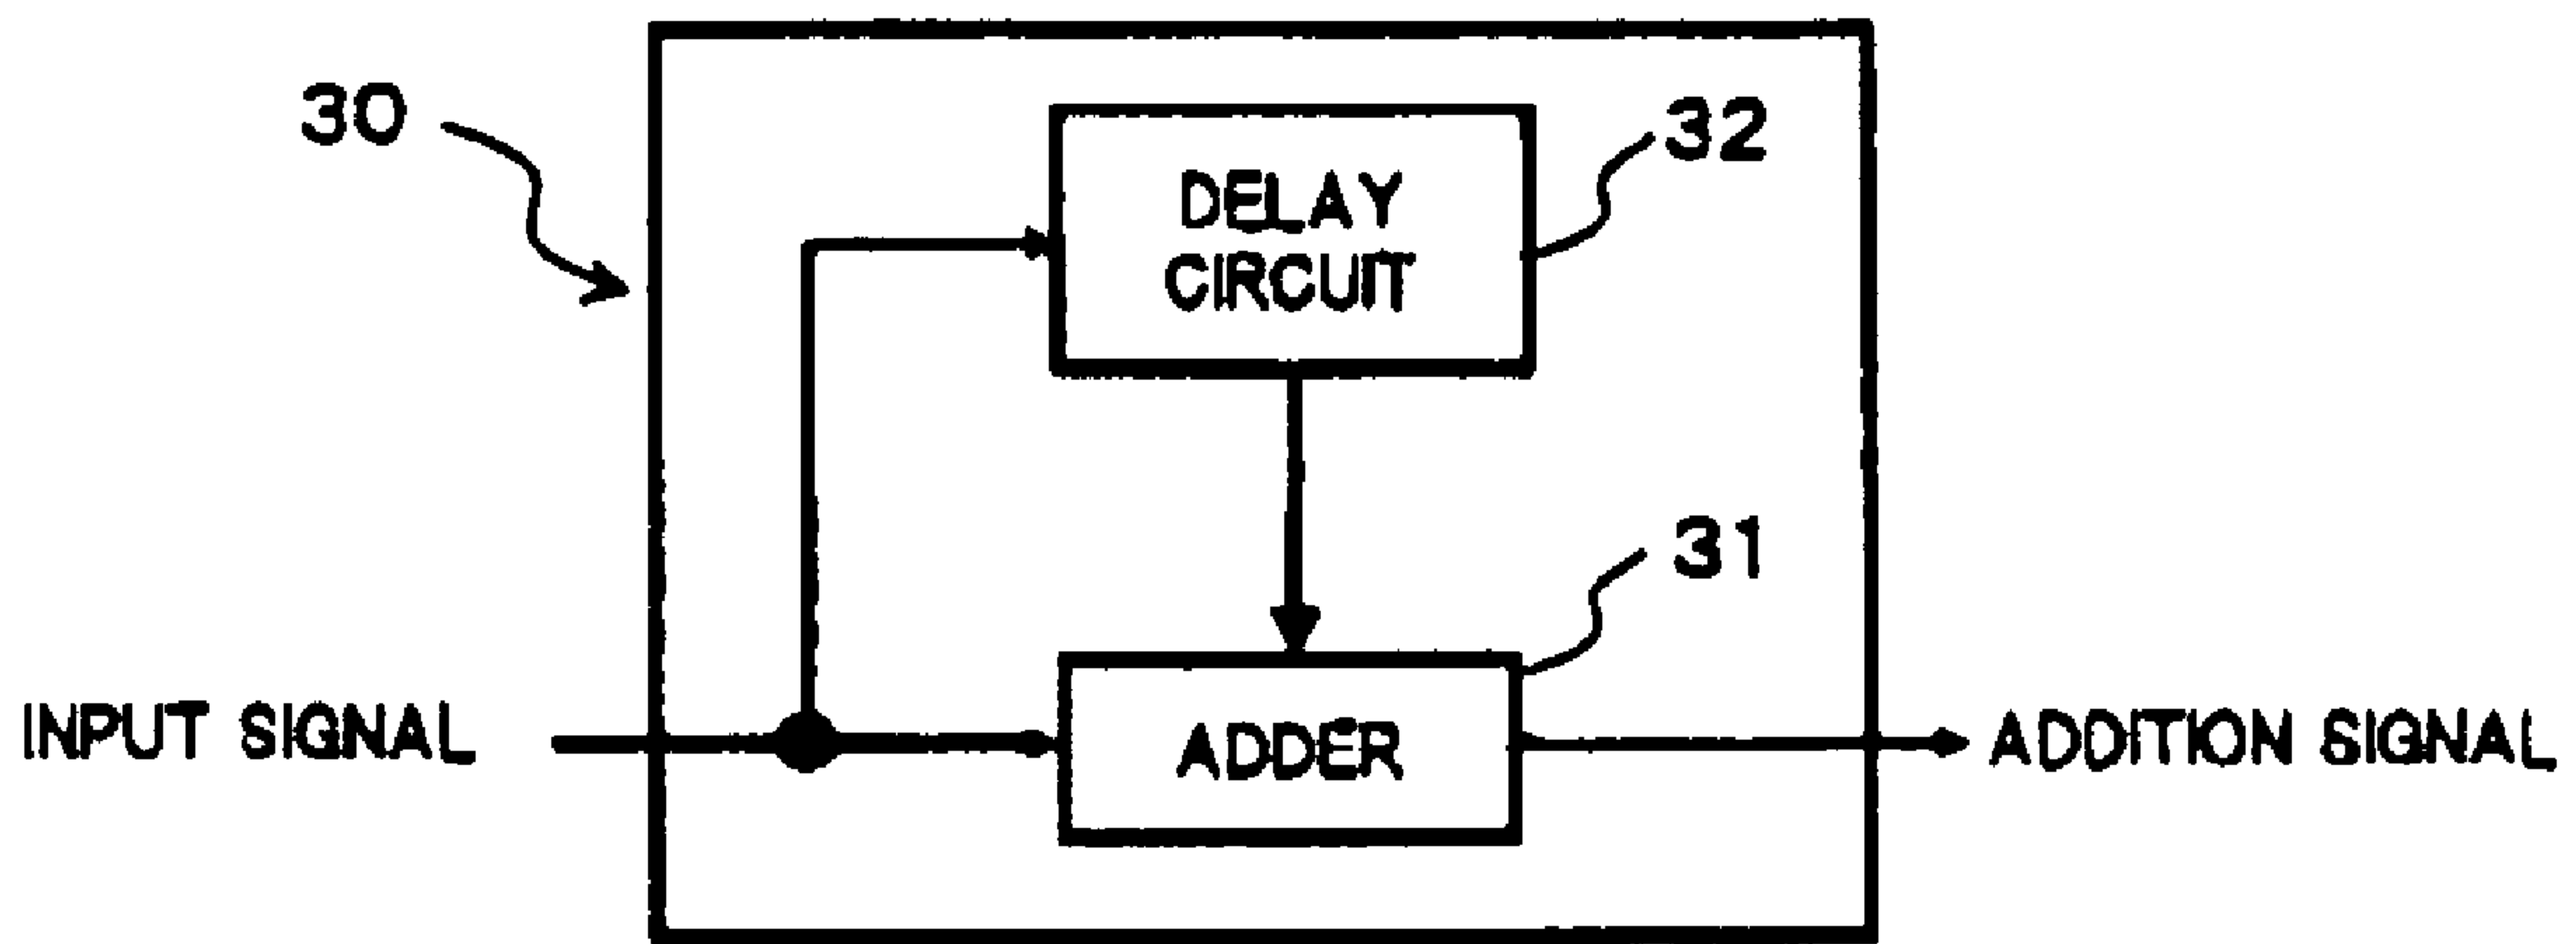 30
32
DELAY
CIRCUIT
31
INPUT SIGNAL
ADDER
ADDITION SIGNAL